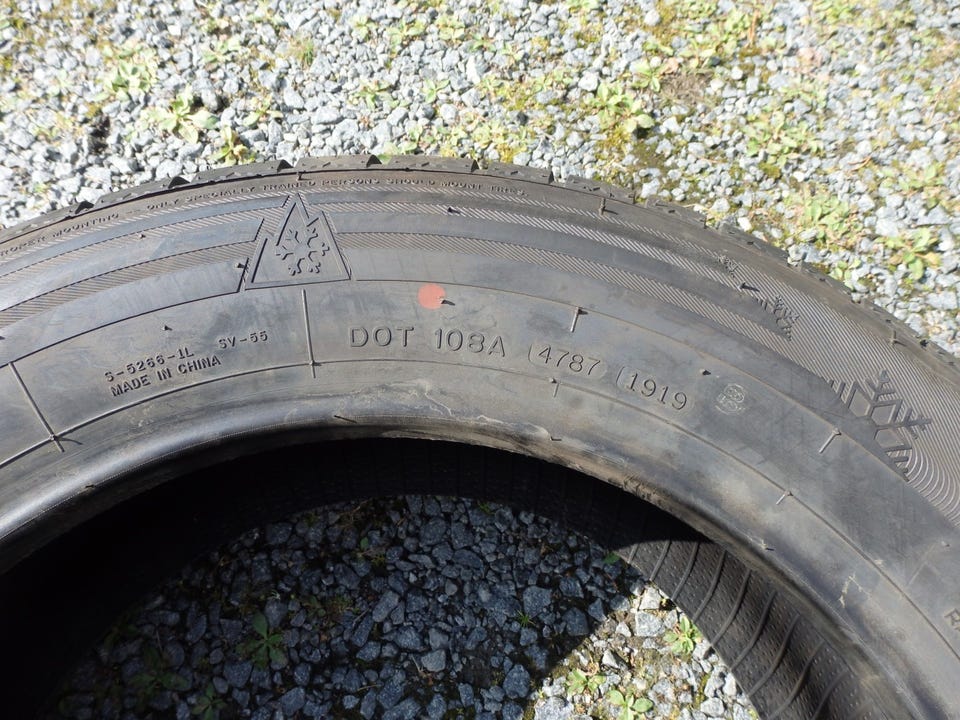 ONLY SPECIALLY TRAINED PERSONS SHOULD MOUNT TIRES.
S-5266-1L SV-55
MADE IN CHINA
DOT 108A 4787 1919